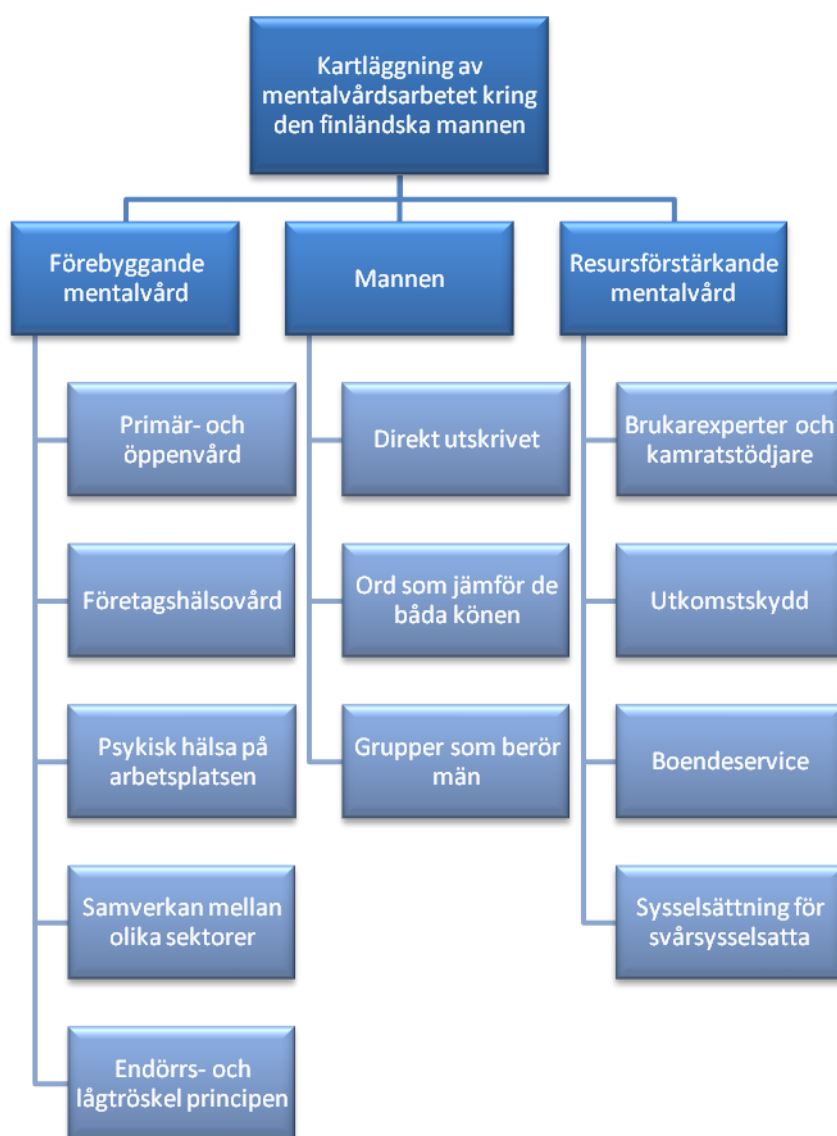 Kartläggning av
mentalvårdsarbetet kring
den finländska mannen
Förebyggande
mentalvård
Primär- och
öppenvård
Företagshälsovård
Psykisk hälsa på
arbetsplatsen
Samverkan mellan
olika sektorer
Endörrs- och
lågtröskel principen
Mannen
Direkt utskrivet
Ord som jämför de
båda könen
Grupper som berör
män
Resursförstärkande
mentalvård
Brukarexperter och
kamratstödjare
Utkomstskydd
Boendeservice
Sysselsättning för
svårsysselsatta